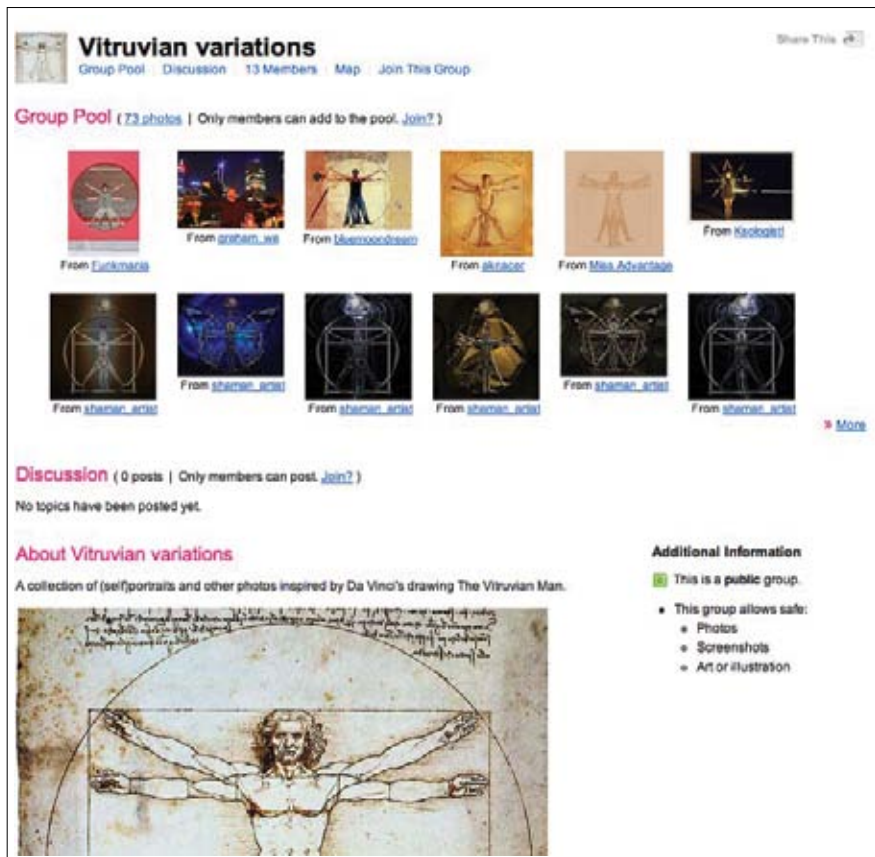 Vitruvian variations
Share This
Group Pool Discussion 13 Members Map Join This Group
Group Pool ( 73 photos | Only members can add to the pool. Join? )
From Funkmania
From graham_wa
From bluemoondream
From aknacer
From Miss Advantage
From Ksologist!
From shaman_artist
From shaman_artist
From shaman_artist
From shaman_artist
From shaman_artist
From shaman_artist
» More
Discussion ( 0 posts | Only members can post. Join? )
No topics have been posted yet.
About Vitruvian variations
A collection of (self)portraits and other photos inspired by Da Vinci's drawing The Vitruvian Man.
Additional Information
This is a public group.
• This group allows safe:
Photos
Screenshots
Art or illustration